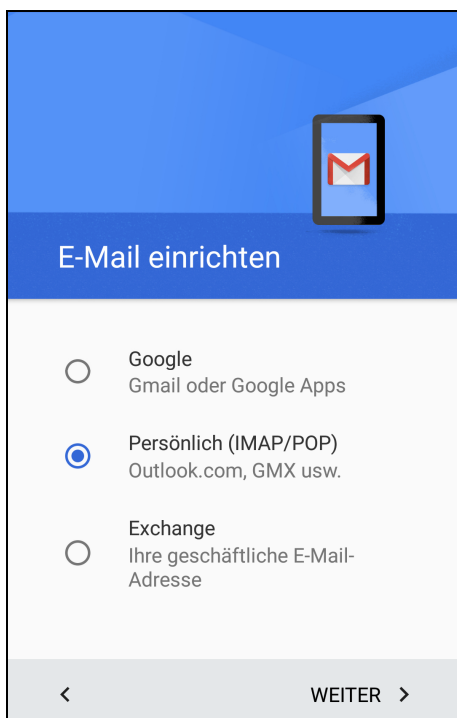 E-Mail einrichten
Google
Gmail oder Google Apps
Persönlich (IMAP/POP)
Outlook.com, GMX usw.
Exchange
Ihre geschäftliche E-Mail-
Adresse
WEITER